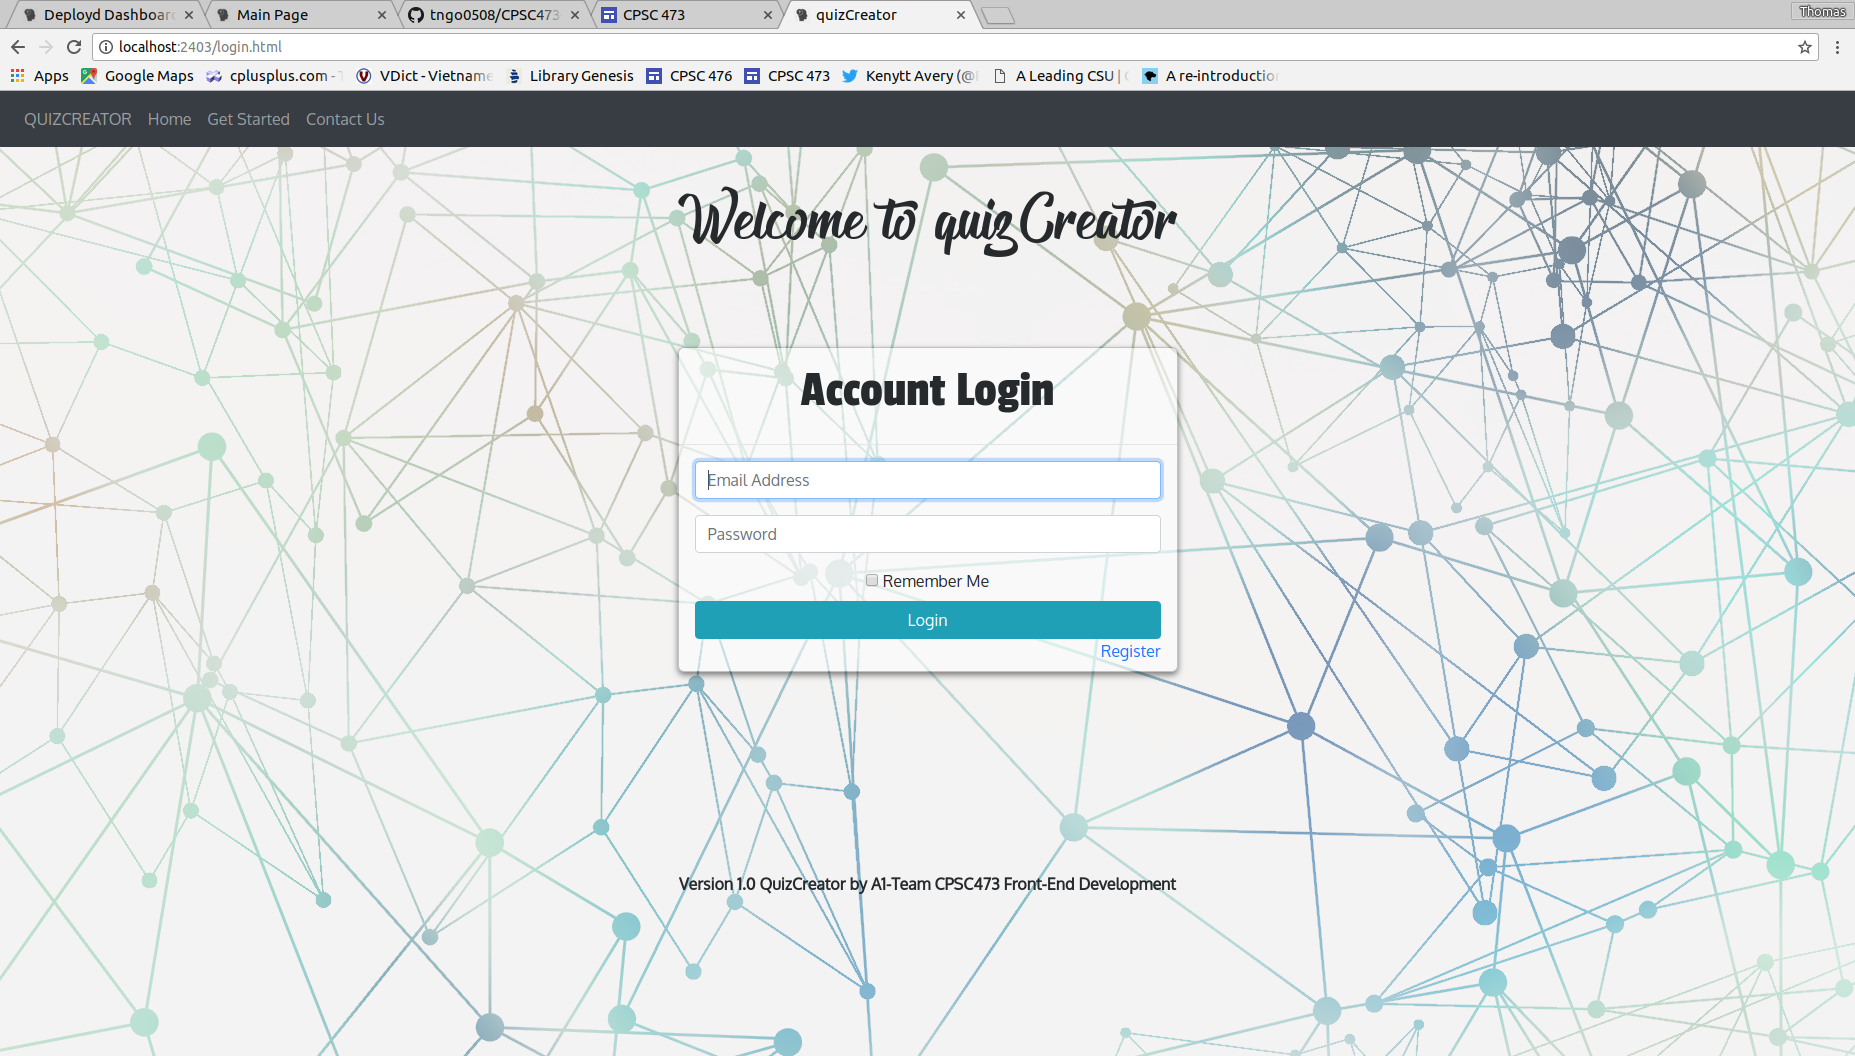 Deployd Dashboard
Main Page
tngo0508/CPSC473
CPSC 473
quizCreator
Thomas
localhost:2403/login.html
Apps
Google Maps
cplusplus.com -
VDict - Vietname
Library Genesis
CPSC 476
CPSC 473
Kenytt Avery (@
A Leading CSU |
A re-introductio
QUIZCREATOR
Home
Get Started
Contact Us
Welcome to quizCreator
Account Login
Email Address
Password
Remember Me
Login
Register
Version 1.0 QuizCreator by A1-Team CPSC473 Front-End Development